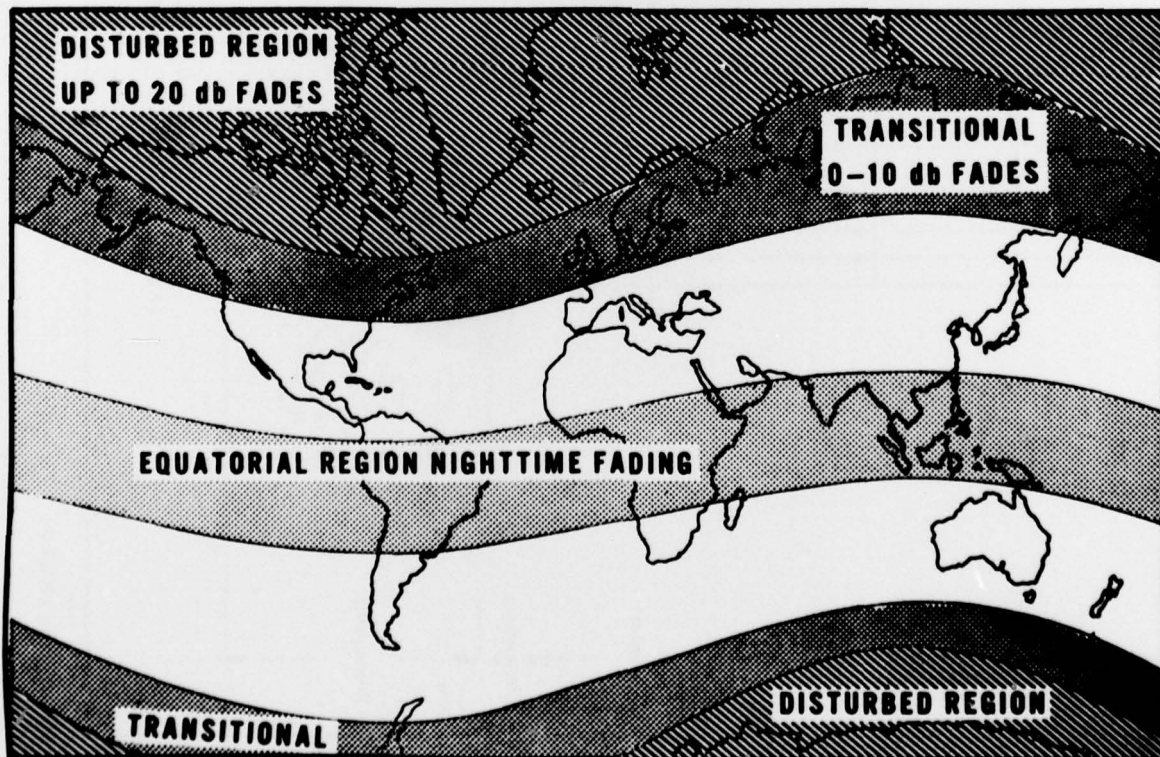 DISTURBED REGION
UP TO 20 db FADES
TRANSITIONAL
0–10 db FADES
EQUATORIAL REGION NIGHTTIME FADING
TRANSITIONAL
DISTURBED REGION